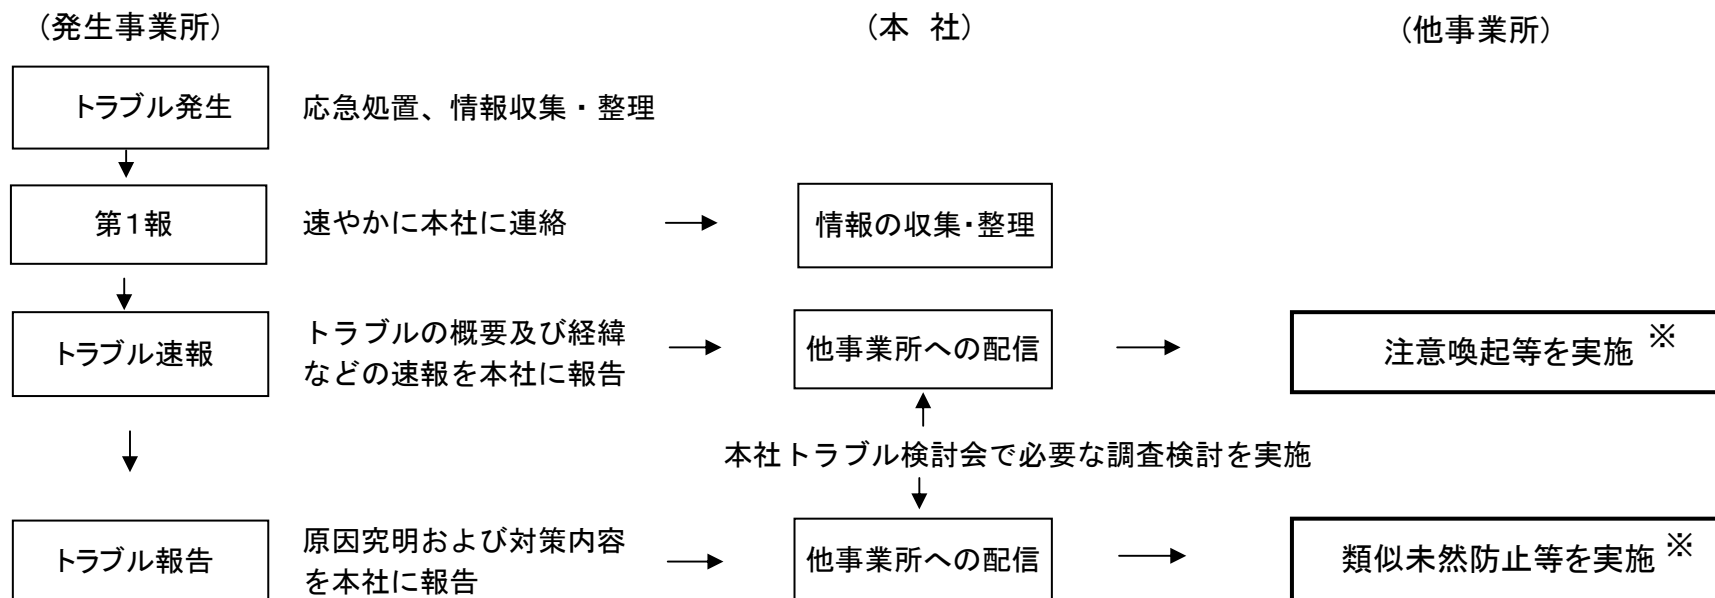 （発生事業所）
（本 社）
（他事業所）
トラブル発生
応急処置、情報収集・整理
第１報
速やかに本社に連絡
情報の収集・整理
トラブル速報
トラブルの概要及び経緯
などの速報を本社に報告
他事業所への配信
注意喚起等を実施 ※
本社トラブル検討会で必要な調査検討を実施
トラブル報告
原因究明および対策内容
を本社に報告
他事業所への配信
類似未然防止等を実施 ※